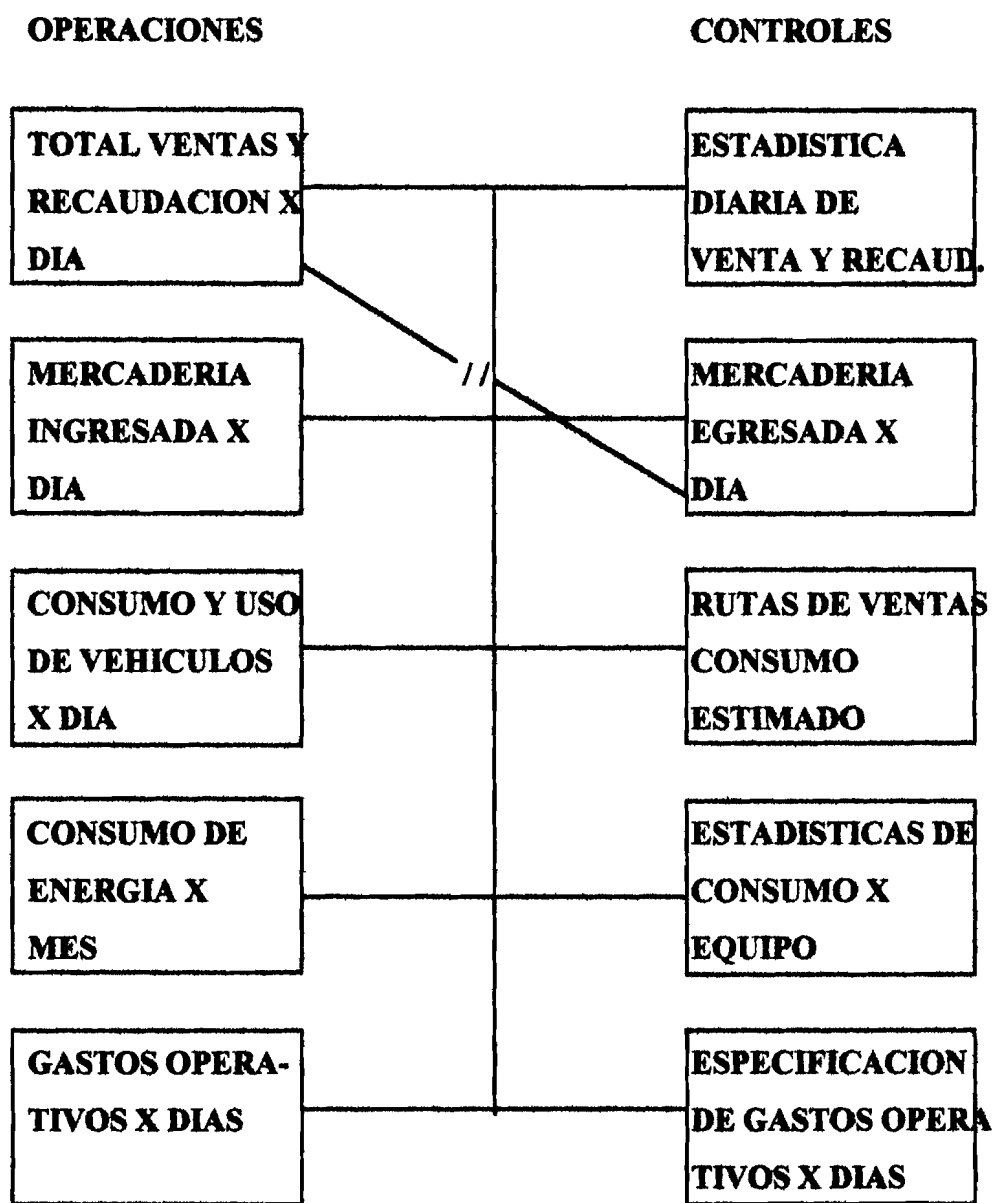 OPERACIONES
CONTROLES
TOTAL VENTAS Y
RECAUDACION X
DIA
ESTADISTICA
DIARIA DE
VENTA Y RECAUD.
MERCADERIA
INGRESADA X
DIA
//
MERCADERIA
EGRESADA X
DIA
CONSUMO Y USO
DE VEHICULOS
X DIA
RUTAS DE VENTAS
CONSUMO
ESTIMADO
CONSUMO DE
ENERGIA X
MES
ESTADISTICAS DE
CONSUMO X
EQUIPO
GASTOS OPERA-
TIVOS X DIAS
ESPECIFICACION
DE GASTOS OPERA
TIVOS X DIAS